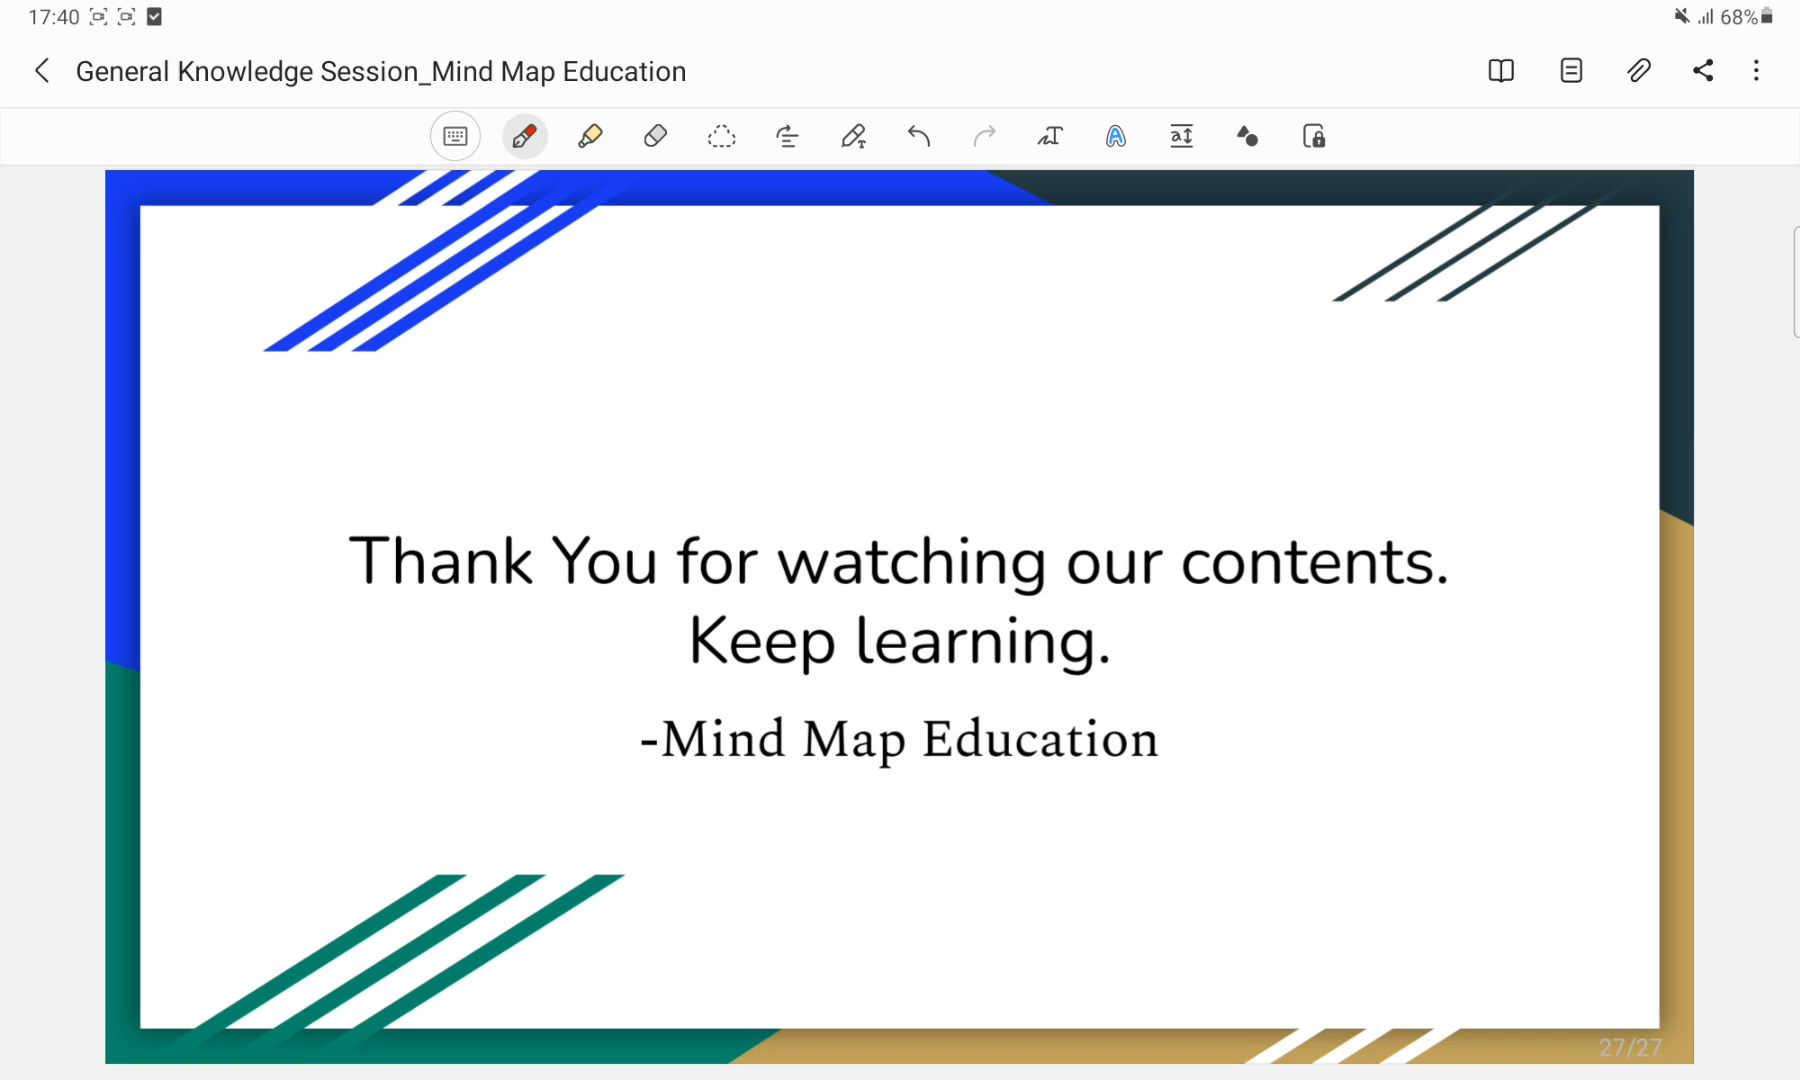 17:40
68%
General Knowledge Session_Mind Map Education
Thank You for watching our contents.
Keep learning.
-Mind Map Education
27/27